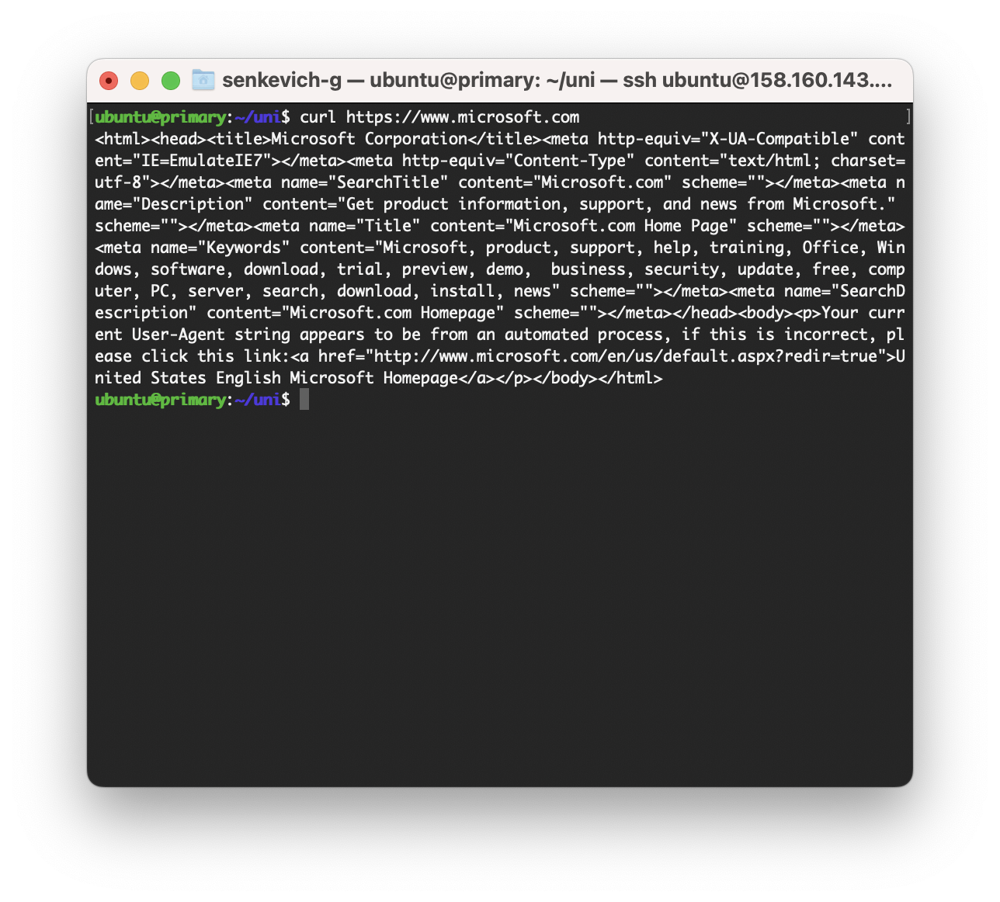 senkevich-g — ubuntu@primary: ~/uni — ssh ubuntu@158.160.143....
[ubuntu@primary:~/uni$ curl https://www.microsoft.com ]
<html><head><title>Microsoft Corporation</title><meta http-equiv="X-UA-Compatible" cont
ent="IE=EmulateIE7"></meta><meta http-equiv="Content-Type" content="text/html; charset=
utf-8"></meta><meta name="SearchTitle" content="Microsoft.com" scheme=""></meta><meta n
ame="Description" content="Get product information, support, and news from Microsoft."
scheme=""></meta><meta name="Title" content="Microsoft.com Home Page" scheme=""></meta>
<meta name="Keywords" content="Microsoft, product, support, help, training, Office, Win
dows, software, download, trial, preview, demo,  business, security, update, free, comp
uter, PC, server, search, download, install, news" scheme=""></meta><meta name="SearchD
escription" content="Microsoft.com Homepage" scheme=""></meta></head><body><p>Your curr
ent User-Agent string appears to be from an automated process, if this is incorrect, pl
ease click this link:<a href="http://www.microsoft.com/en/us/default.aspx?redir=true">U
nited States English Microsoft Homepage</a></p></body></html>
ubuntu@primary:~/uni$